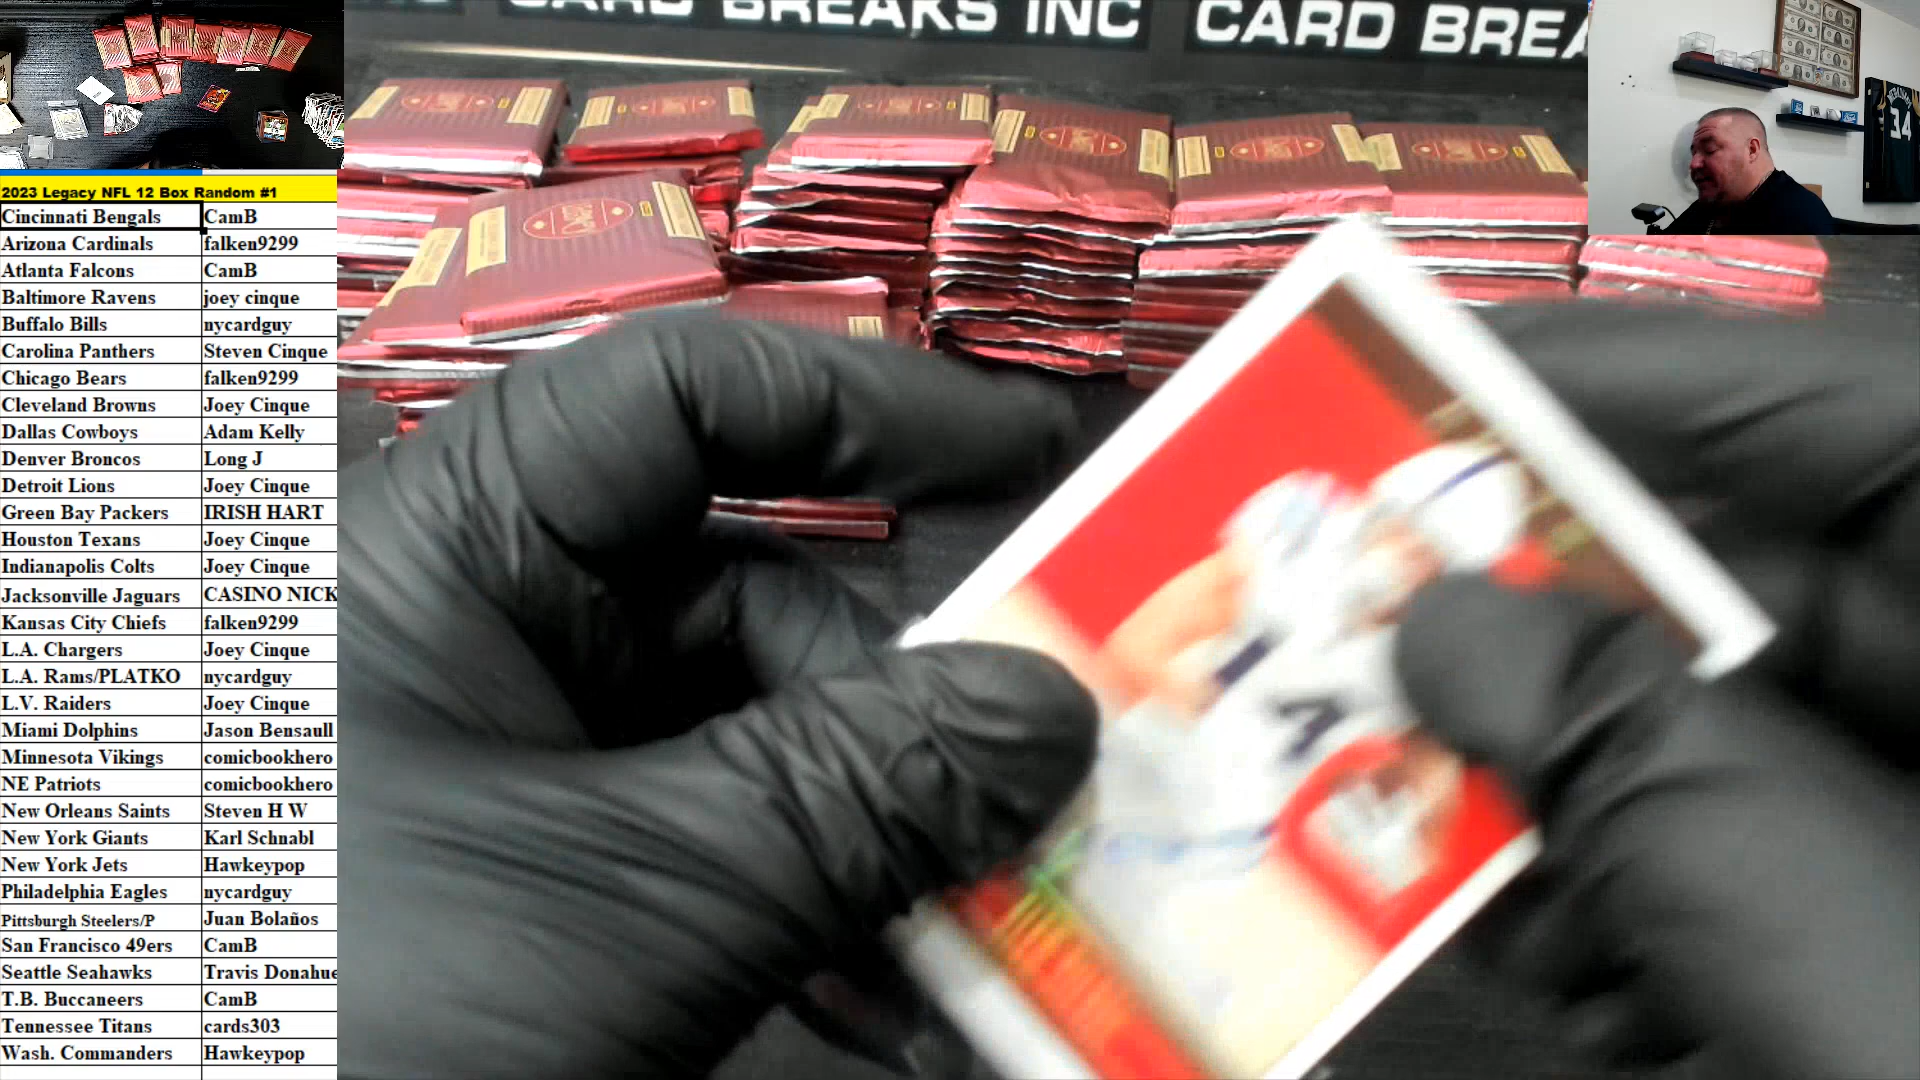 CARD BREAKS INC CARD BREA
34
2023 Legacy NFL 12 Box Random #1
Cincinnati Bengals CamB
Arizona Cardinals falken9299
Atlanta Falcons CamB
Baltimore Ravens joey cinque
Buffalo Bills nycardguy
Carolina Panthers Steven Cinque
Chicago Bears falken9299
Cleveland Browns Joey Cinque
Dallas Cowboys Adam Kelly
Denver Broncos Long J
Detroit Lions Joey Cinque
Green Bay Packers IRISH HART
Houston Texans Joey Cinque
Indianapolis Colts Joey Cinque
Jacksonville Jaguars CASINO NICK
Kansas City Chiefs falken9299
L.A. Chargers Joey Cinque
L.A. Rams/PLATKO nycardguy
L.V. Raiders Joey Cinque
Miami Dolphins Jason Bensaull
Minnesota Vikings comicbookhero
NE Patriots comicbookhero
New Orleans Saints Steven H W
New York Giants Karl Schnabl
New York Jets Hawkeypop
Philadelphia Eagles nycardguy
Pittsburgh Steelers/P Juan Bolaños
San Francisco 49ers CamB
Seattle Seahawks Travis Donahue
T.B. Buccaneers CamB
Tennessee Titans cards303
Wash. Commanders Hawkeypop